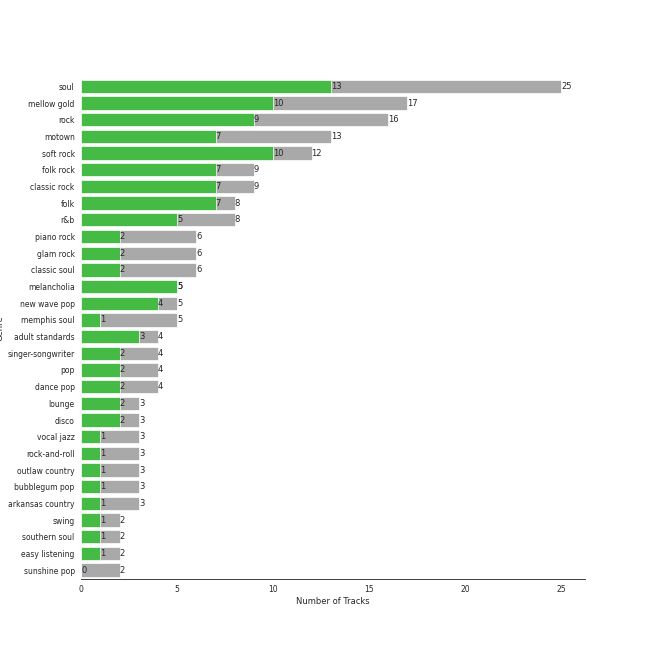 soul 13 25
mellow gold 10 17
rock 9 16
motown 7 13
soft rock 10 12
folk rock 7 9
classic rock 7 9
folk 7 8
r&b 5 8
piano rock 2 6
glam rock 2 6
classic soul 2 6
melancholia 5
new wave pop 4 5
memphis soul 1 5
adult standards 3 4
singer-songwriter 2 4
pop 2 4
dance pop 2 4
lounge 2 3
disco 2 3
vocal jazz 1 3
rock-and-roll 1 3
outlaw country 1 3
bubblegum pop 1 3
arkansas country 1 3
swing 1 2
southern soul 1 2
easy listening 1 2
sunshine pop 0 2
0 5 10 15 20 25
Number of Tracks